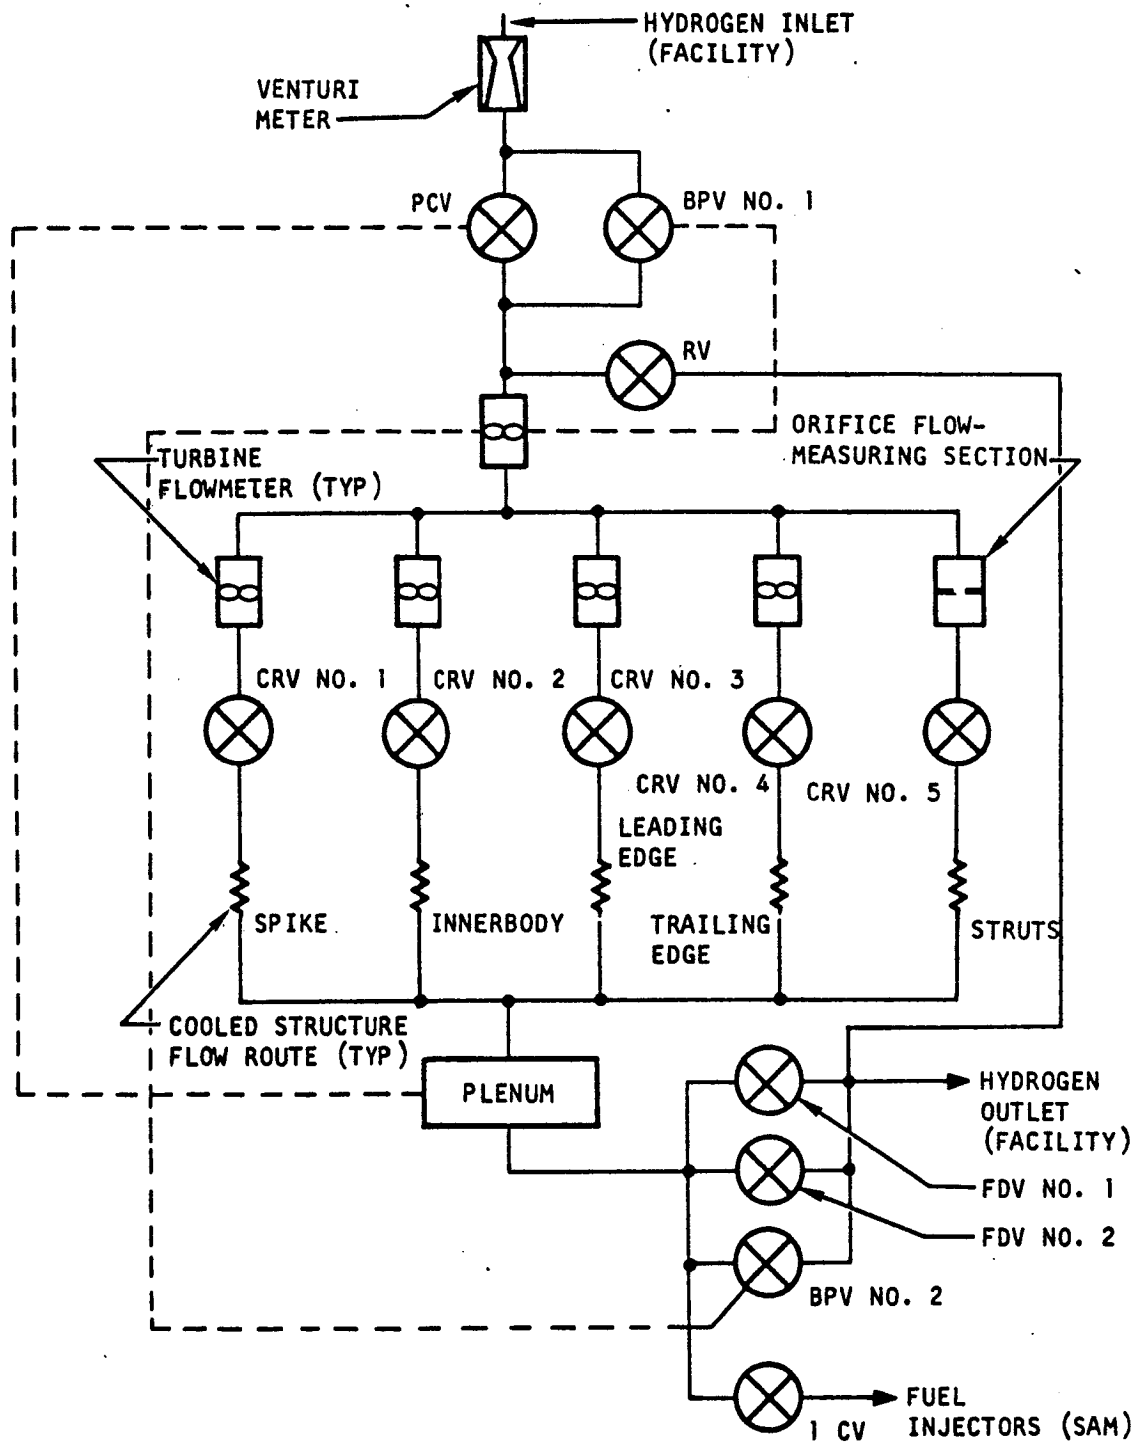 HYDROGEN INLET
(FACILITY)
VENTURI
METER
PCV
BPV NO. 1
RV
ORIFICE FLOW-
MEASURING SECTION
TURBINE
FLOWMETER (TYP)
CRV NO. 1
CRV NO. 2
CRV NO. 3
CRV NO. 4
CRV NO. 5
LEADING
EDGE
SPIKE
INNERBODY
TRAILING
EDGE
STRUTS
COOLED STRUCTURE
FLOW ROUTE (TYP)
PLENUM
HYDROGEN
OUTLET
(FACILITY)
FDV NO. 1
FDV NO. 2
BPV NO. 2
1 CV
FUEL
INJECTORS (SAM)